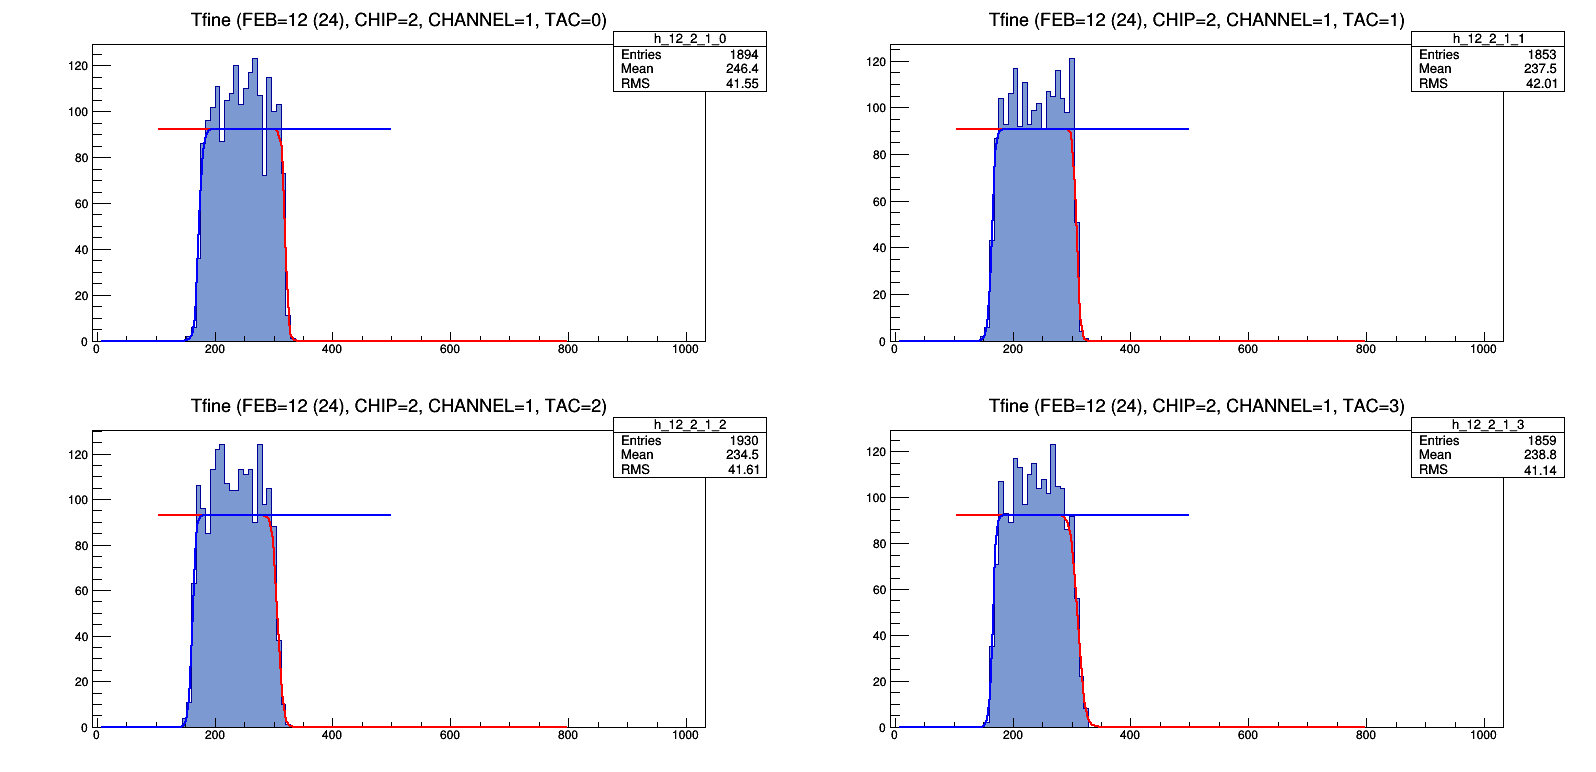 Tfine (FEB=12 (24), CHIP=2, CHANNEL=1, TAC=0)
h_12_2_1_0
Entries 1894
Mean 246.4
RMS 41.55
120
100
80
60
40
20
0
0 200 400 600 800 1000
Tfine (FEB=12 (24), CHIP=2, CHANNEL=1, TAC=1)
h_12_2_1_1
Entries 1853
Mean 237.5
RMS 42.01
120
100
80
60
40
20
0
0 200 400 600 800 1000
Tfine (FEB=12 (24), CHIP=2, CHANNEL=1, TAC=2)
h_12_2_1_2
Entries 1930
Mean 234.5
RMS 41.61
120
100
80
60
40
20
0
0 200 400 600 800 1000
Tfine (FEB=12 (24), CHIP=2, CHANNEL=1, TAC=3)
h_12_2_1_3
Entries 1859
Mean 238.8
RMS 41.14
120
100
80
60
40
20
0
0 200 400 600 800 1000